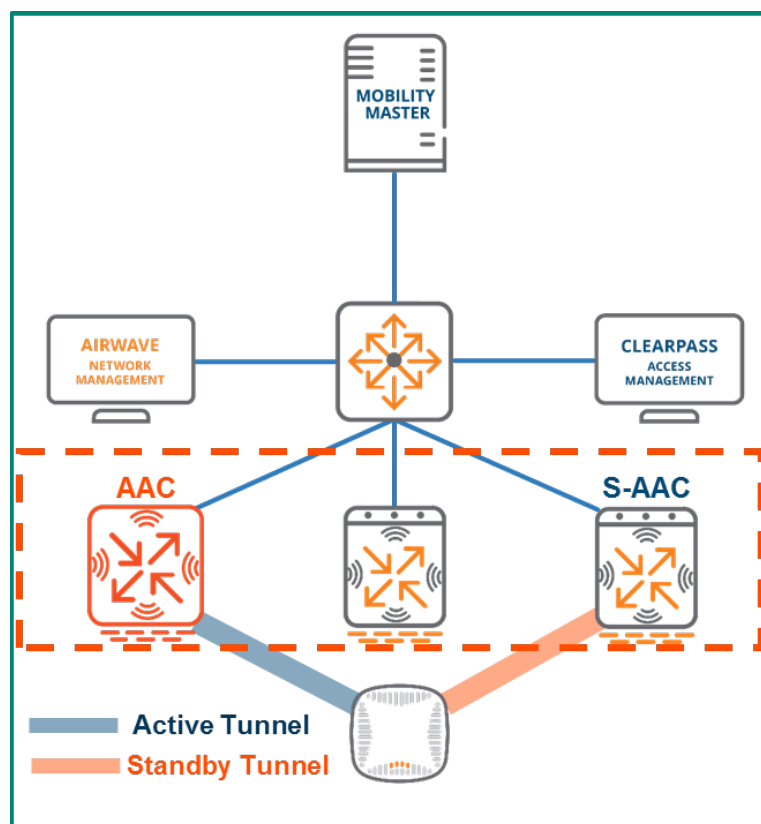 MOBILITY
MASTER
AIRWAVE
NETWORK
MANAGEMENT
CLEARPASS
ACCESS
MANAGEMENT
AAC
S-AAC
Active Tunnel
Standby Tunnel